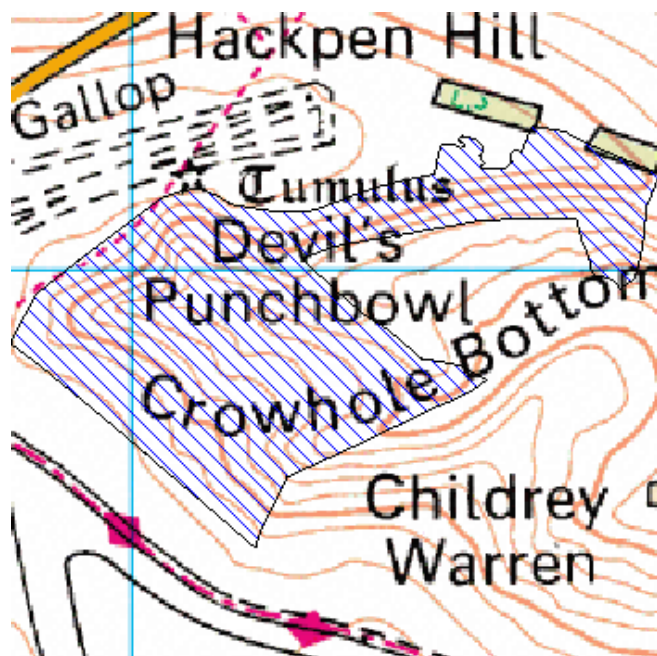 Hackpen Hill
Gallop
Tumulus
Devil's
Punchbowl
Crowhole Bottom
Childrey
Warren